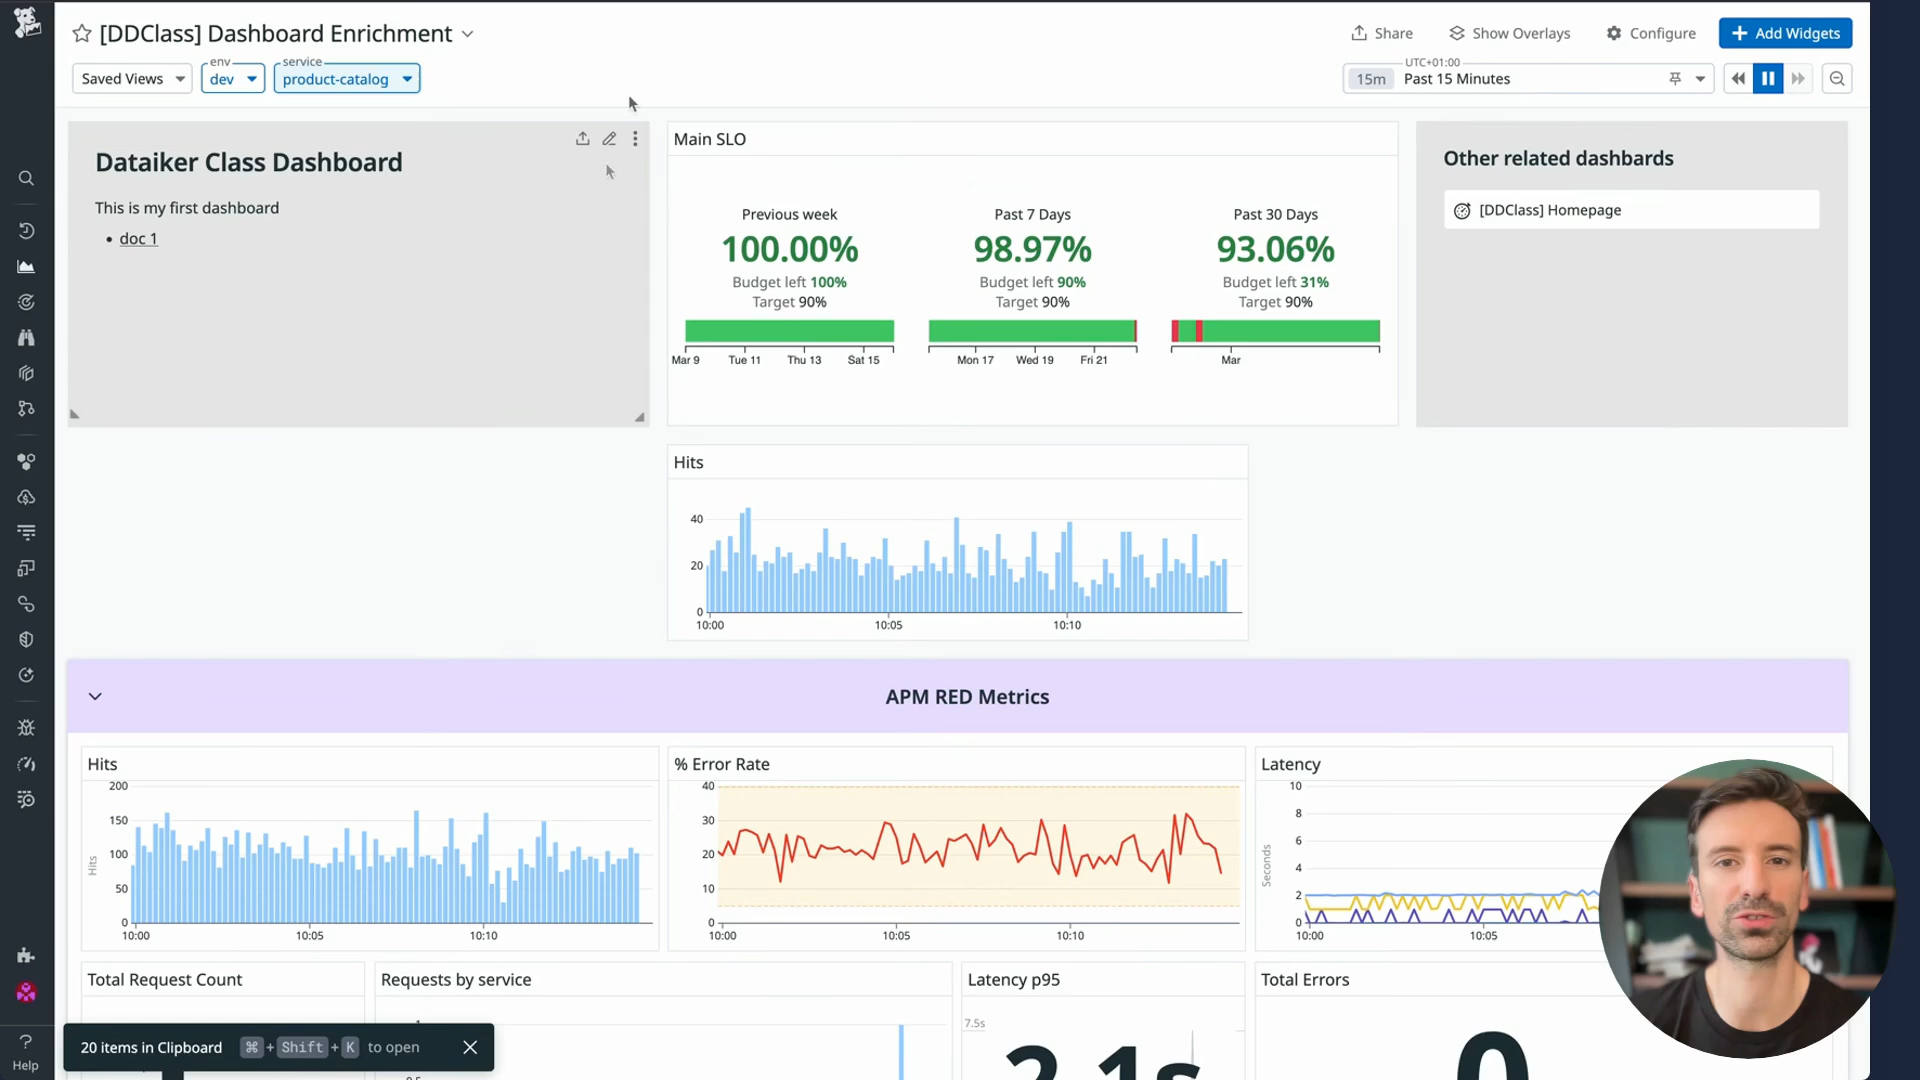 [DDClass] Dashboard Enrichment
Share
Show Overlays
Configure
Add Widgets
Saved Views
env
dev
service
product-catalog
UTC+01:00
15m
Past 15 Minutes
Dataiker Class Dashboard
This is my first dashboard
doc 1
Main SLO
Previous week
100.00%
Budget left 100%
Target 90%
Mar 9
Tue 11
Thu 13
Sat 15
Past 7 Days
98.97%
Budget left 90%
Target 90%
Mon 17
Wed 19
Fri 21
Past 30 Days
93.06%
Budget left 31%
Target 90%
Mar
Other related dashbards
[DDClass] Homepage
Hits
40
20
0
10:00
10:05
10:10
APM RED Metrics
Hits
Hits
200
150
100
50
0
10:00
10:05
10:10
% Error Rate
40
30
20
10
0
10:00
10:05
10:10
Latency
Seconds
10
8
6
4
2
0
10:00
10:05
Total Request Count
Requests by service
Latency p95
7.5s
2.1s
Total Errors
0
20 items in Clipboard
⌘ + Shift + K to open
Help